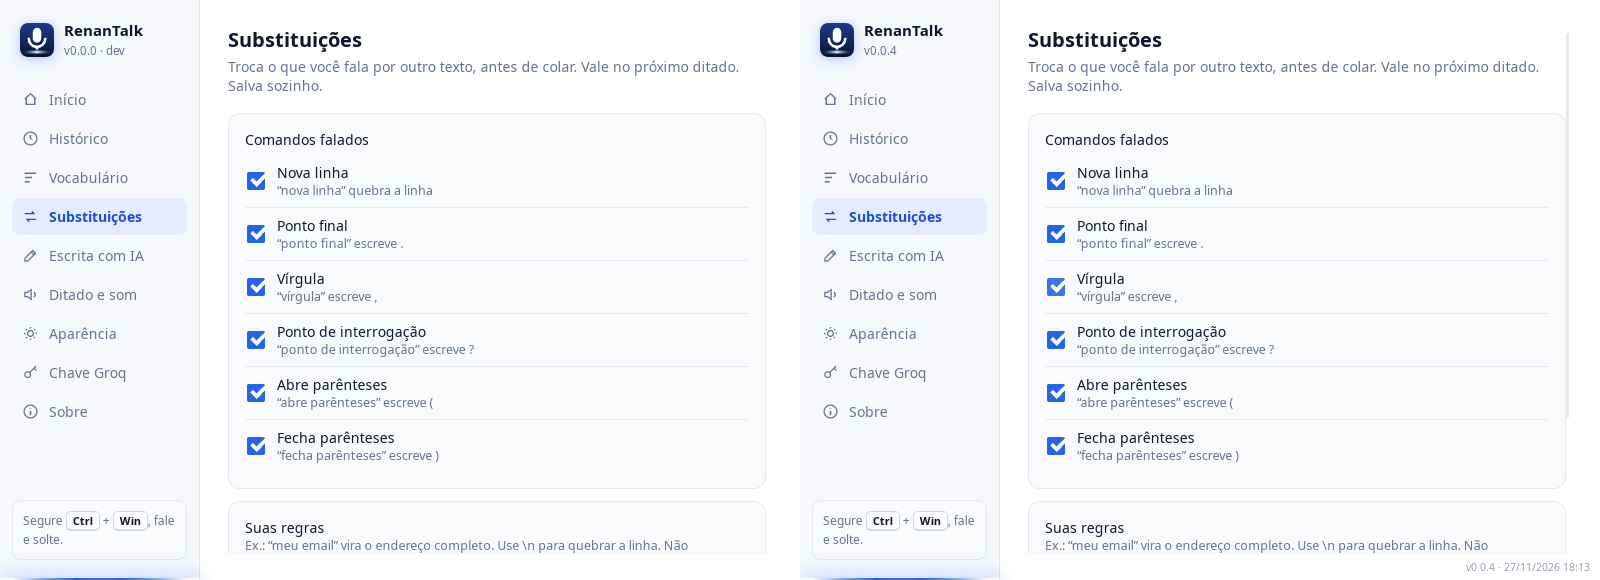 RenanTalk
v0.0.0 · dev
Início
Histórico
Vocabulário
Substituições
Escrita com IA
Ditado e som
Aparência
Chave Groq
Sobre
Segure Ctrl + Win, fale
e solte.
Substituições
Troca o que você fala por outro texto, antes de colar. Vale no próximo ditado.
Salva sozinho.
Comandos falados
Nova linha
“nova linha” quebra a linha
Ponto final
“ponto final” escreve .
Vírgula
“vírgula” escreve ,
Ponto de interrogação
“ponto de interrogação” escreve ?
Abre parênteses
“abre parênteses” escreve (
Fecha parênteses
“fecha parênteses” escreve )
Suas regras
Ex.: “meu email” vira o endereço completo. Use \n para quebrar a linha. Não
RenanTalk
v0.0.4
Início
Histórico
Vocabulário
Substituições
Escrita com IA
Ditado e som
Aparência
Chave Groq
Sobre
Segure Ctrl + Win, fale
e solte.
Substituições
Troca o que você fala por outro texto, antes de colar. Vale no próximo ditado.
Salva sozinho.
Comandos falados
Nova linha
“nova linha” quebra a linha
Ponto final
“ponto final” escreve .
Vírgula
“vírgula” escreve ,
Ponto de interrogação
“ponto de interrogação” escreve ?
Abre parênteses
“abre parênteses” escreve (
Fecha parênteses
“fecha parênteses” escreve )
Suas regras
Ex.: “meu email” vira o endereço completo. Use \n para quebrar a linha. Não
v0.0.4 · 27/11/2026 18:13